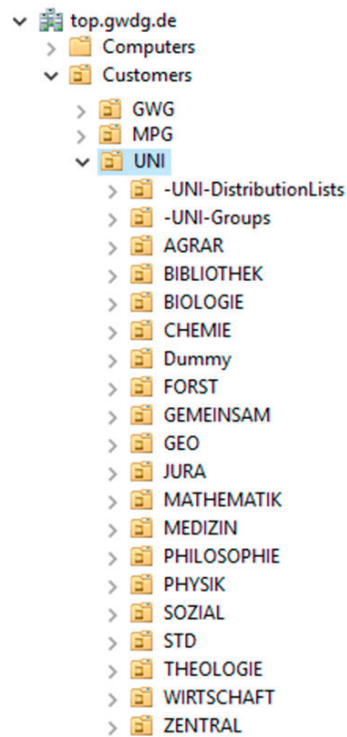 top.gwdg.de
Computers
Customers
GWG
MPG
UNI
-UNI-DistributionLists
-UNI-Groups
AGRAR
BIBLIOTHEK
BIOLOGIE
CHEMIE
Dummy
FORST
GEMEINSAM
GEO
JURA
MATHEMATIK
MEDIZIN
PHILOSOPHIE
PHYSIK
SOZIAL
STD
THEOLOGIE
WIRTSCHAFT
ZENTRAL